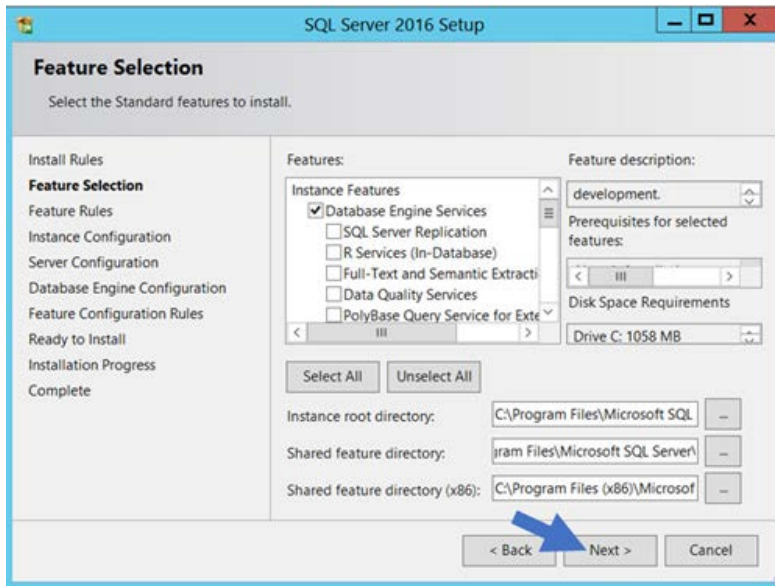 SQL Server 2016 Setup
Feature Selection
Select the Standard features to install.
Install Rules
Feature Selection
Feature Rules
Instance Configuration
Server Configuration
Database Engine Configuration
Feature Configuration Rules
Ready to Install
Installation Progress
Complete
Features:
Instance Features
Database Engine Services
SQL Server Replication
R Services (In-Database)
Full-Text and Semantic Extracti
Data Quality Services
PolyBase Query Service for Exte
Feature description:
development.
Prerequisites for selected
features:
Disk Space Requirements
Drive C: 1058 MB
Select All
Unselect All
Instance root directory:
C:\Program Files\Microsoft SQL
...
Shared feature directory:
gram Files\Microsoft SQL Server\
...
Shared feature directory (x86):
C:\Program Files (x86)\Microsof
...
< Back
Next >
Cancel